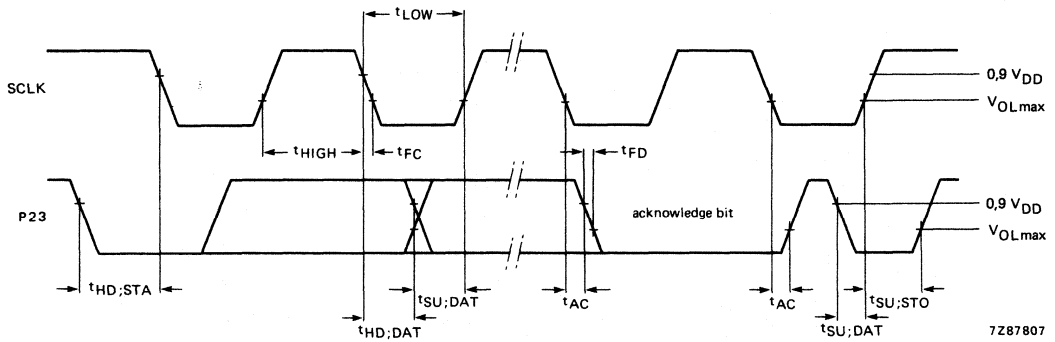 tLOW
SCLK
0,9 VDD
VOLmax
tHIGH
tFC
tFD
P23
acknowledge bit
0,9 VDD
VOLmax
tHD;STA
tSU;DAT
tAC
tAC
tSU;STO
tHD;DAT
tSU;DAT
7Z87807